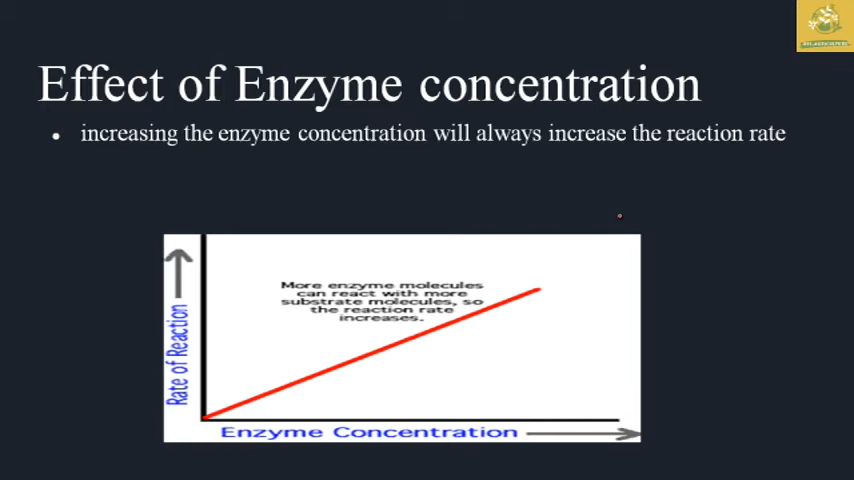 Effect of Enzyme concentration
increasing the enzyme concentration will always increase the reaction rate
More enzyme molecules
can react with more
substrate molecules, so
the reaction rate
increases.
Rate of Reaction
Enzyme Concentration